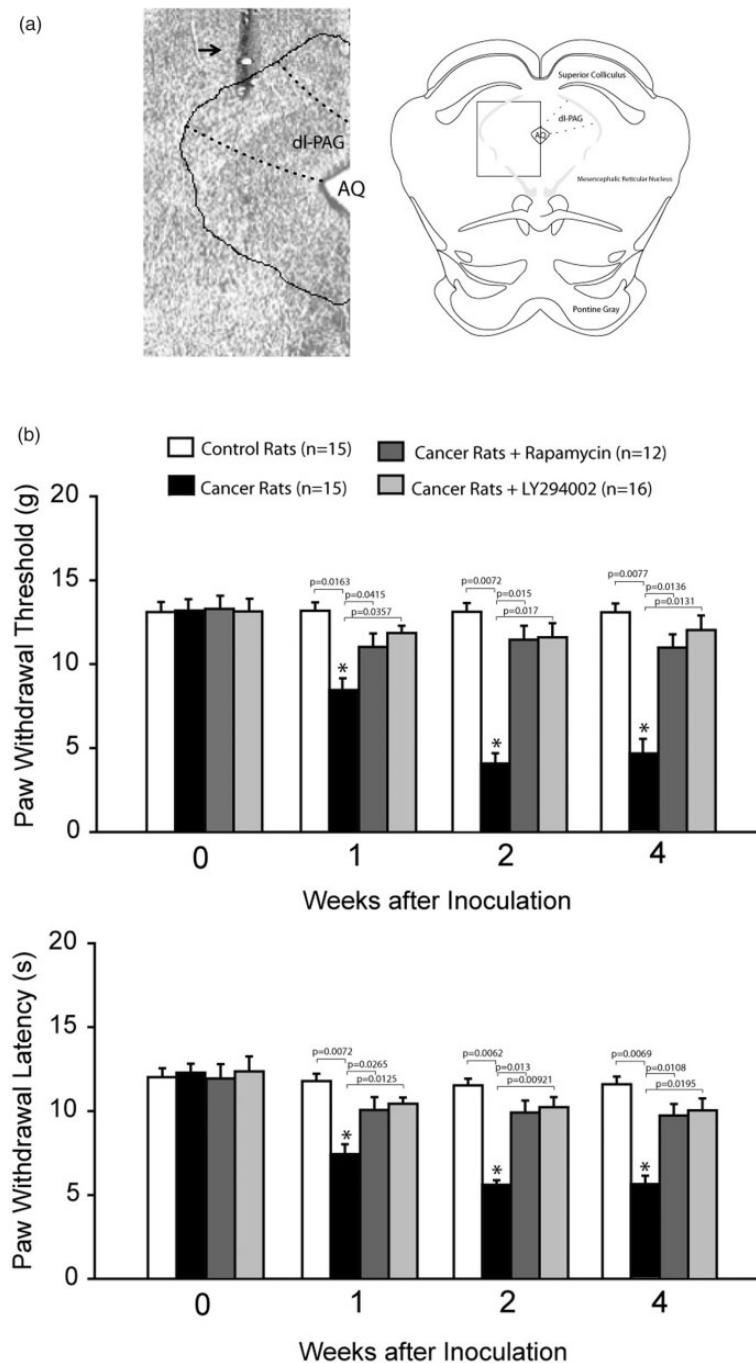 (a)
dl-PAG
AQ
Superior Colliculus
dl-PAG
AQ
Mesencephalic Reticular Nucleus
Pontine Gray
(b)
Control Rats (n=15)
Cancer Rats + Rapamycin (n=12)
Cancer Rats (n=15)
Cancer Rats + LY294002 (n=16)
Paw Withdrawal Threshold (g)
20
15
10
5
0
p=0.0163
p=0.0415
p=0.0357
*
p=0.0072
p=0.015
p=0.017
*
p=0.0077
p=0.0136
p=0.0131
*
0 1 2 4
Weeks after Inoculation
Paw Withdrawal Latency (s)
20
15
10
5
0
p=0.0072
p=0.0265
p=0.0125
*
p=0.0062
p=0.013
p=0.00921
*
p=0.0069
p=0.0108
p=0.0195
*
0 1 2 4
Weeks after Inoculation